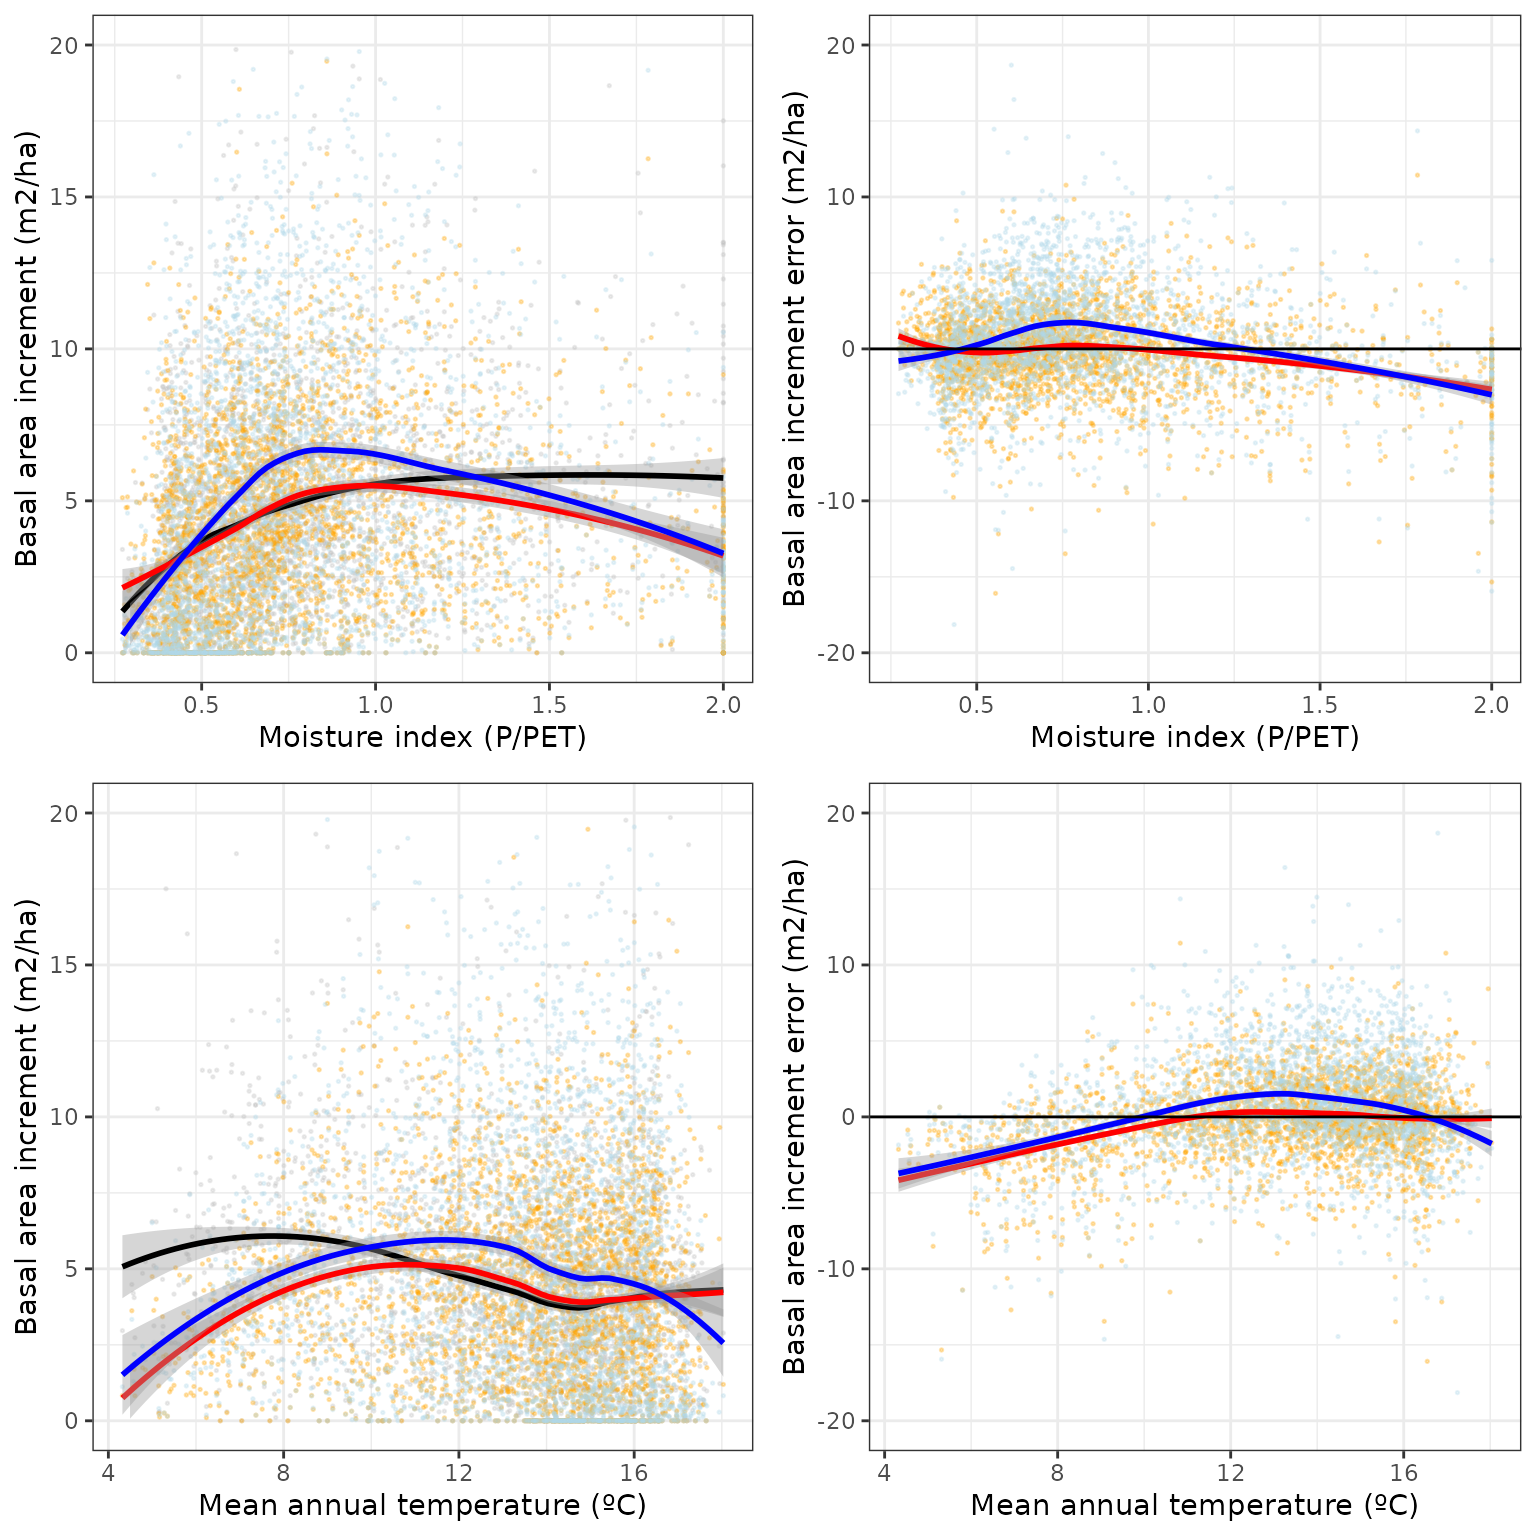 Basal area increment (m2/ha)
20
15
10
5
0
0.5 1.0 1.5 2.0
Moisture index (P/PET)
Basal area increment error (m2/ha)
20
10
0
-10
-20
0.5 1.0 1.5 2.0
Moisture index (P/PET)
Basal area increment (m2/ha)
20
15
10
5
0
4 8 12 16
Mean annual temperature (ºC)
Basal area increment error (m2/ha)
20
10
0
-10
-20
4 8 12 16
Mean annual temperature (ºC)